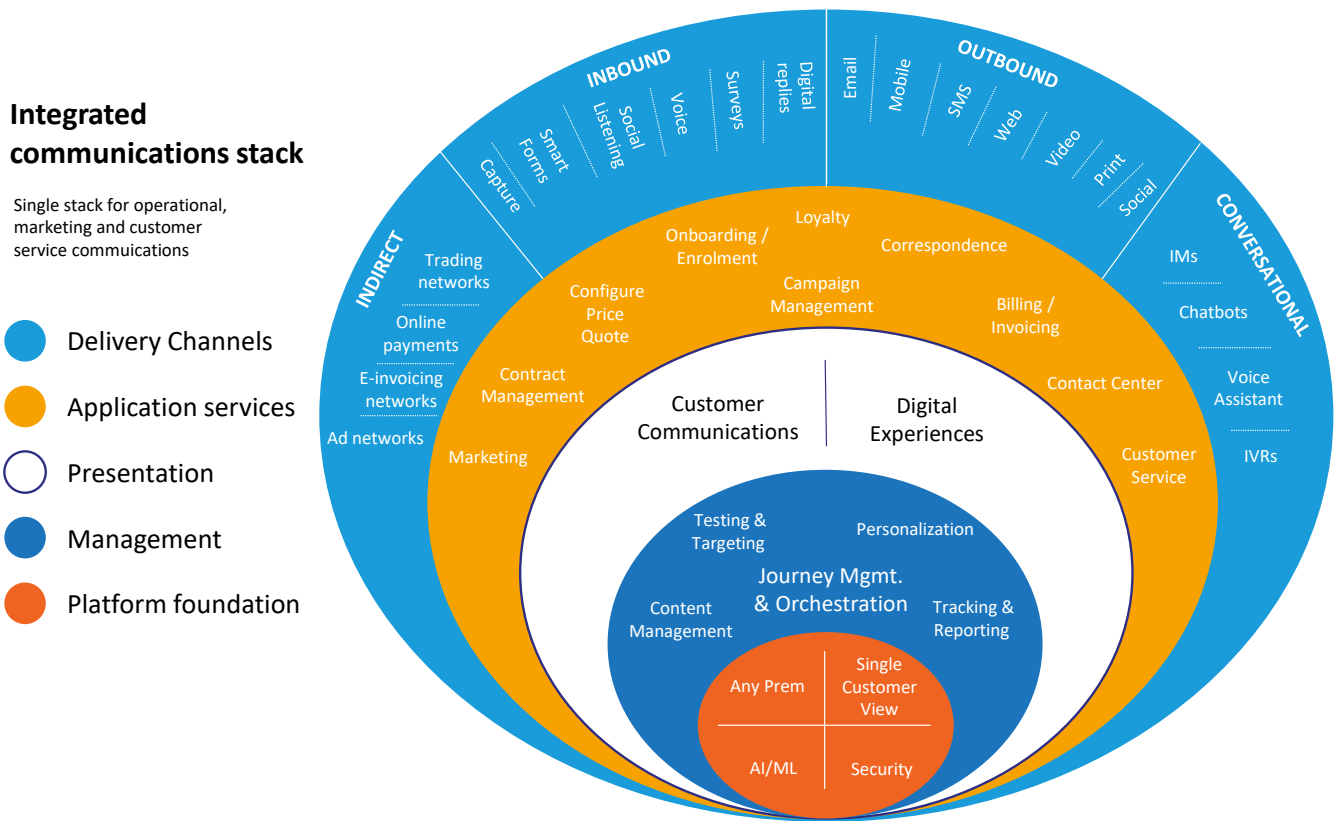 Integrated
communications stack
Single stack for operational,
marketing and customer
service commuications
Delivery Channels
Application services
Presentation
Management
Platform foundation
INDIRECT
Trading
networks
Online
payments
E-invoicing
networks
Ad networks
INBOUND
Capture
Smart
Forms
Social
Listening
Voice
Surveys
Digital
replies
OUTBOUND
Email
Mobile
SMS
Web
Video
Print
Social
CONVERSATIONAL
IMs
Chatbots
Voice
Assistant
IVRs
Marketing
Contract
Management
Configure
Price
Quote
Onboarding /
Enrolment
Loyalty
Campaign
Management
Correspondence
Billing /
Invoicing
Contact Center
Customer
Service
Customer
Communications
Digital
Experiences
Testing &
Targeting
Personalization
Journey Mgmt.
& Orchestration
Content
Management
Tracking &
Reporting
Any Prem
Single
Customer
View
AI/ML
Security